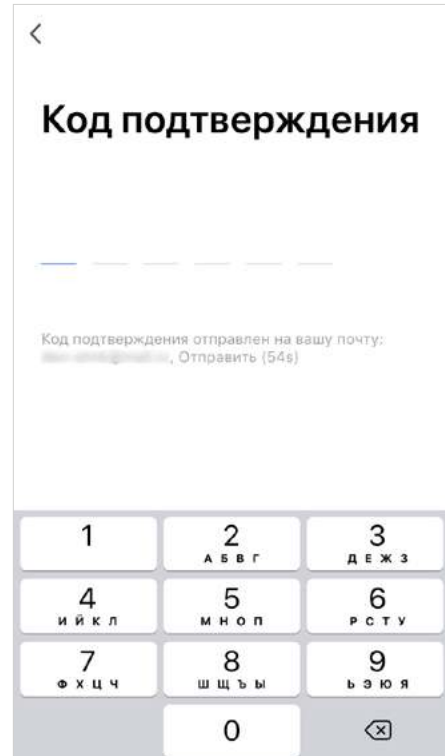 Код подтверждения
Код подтверждения отправлен на вашу почту:
, Отправить (54s)
1
2
3
А Б В Г
Д Е Ж З
4
5
6
И Й К Л
М Н О П
Р С Т У
7
8
9
Ф Х Ц Ч
Ш Щ Ъ Ы
Ь Э Ю Я
0